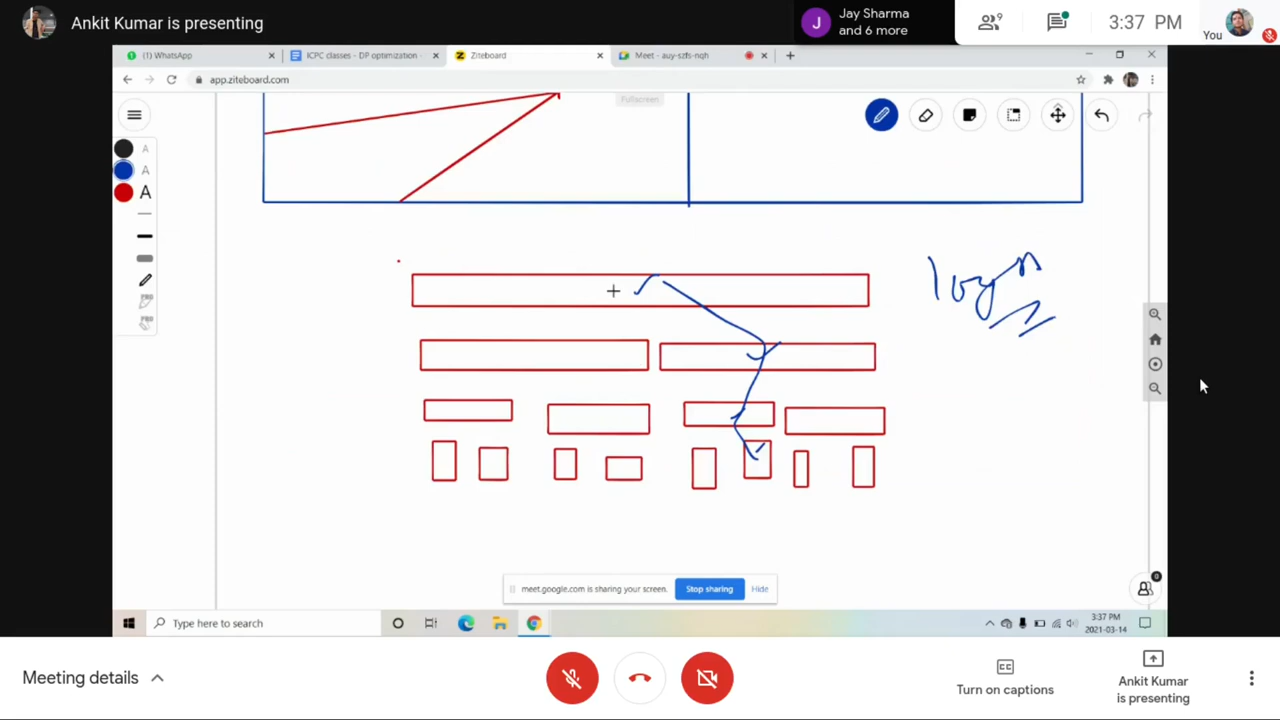 Ankit Kumar is presenting
J
Jay Sharma
and 6 more
9
3:37 PM
You
(1) WhatsApp
ICPC classes - DP optimization -
Ziteboard
Meet - auy-szfs-nqh
app.ziteboard.com
Fullscreen
A
A
A
log n
meet.google.com is sharing your screen.
Stop sharing
Hide
0
Type here to search
3:37 PM
2021-03-14
Meeting details
Turn on captions
Ankit Kumar
is presenting